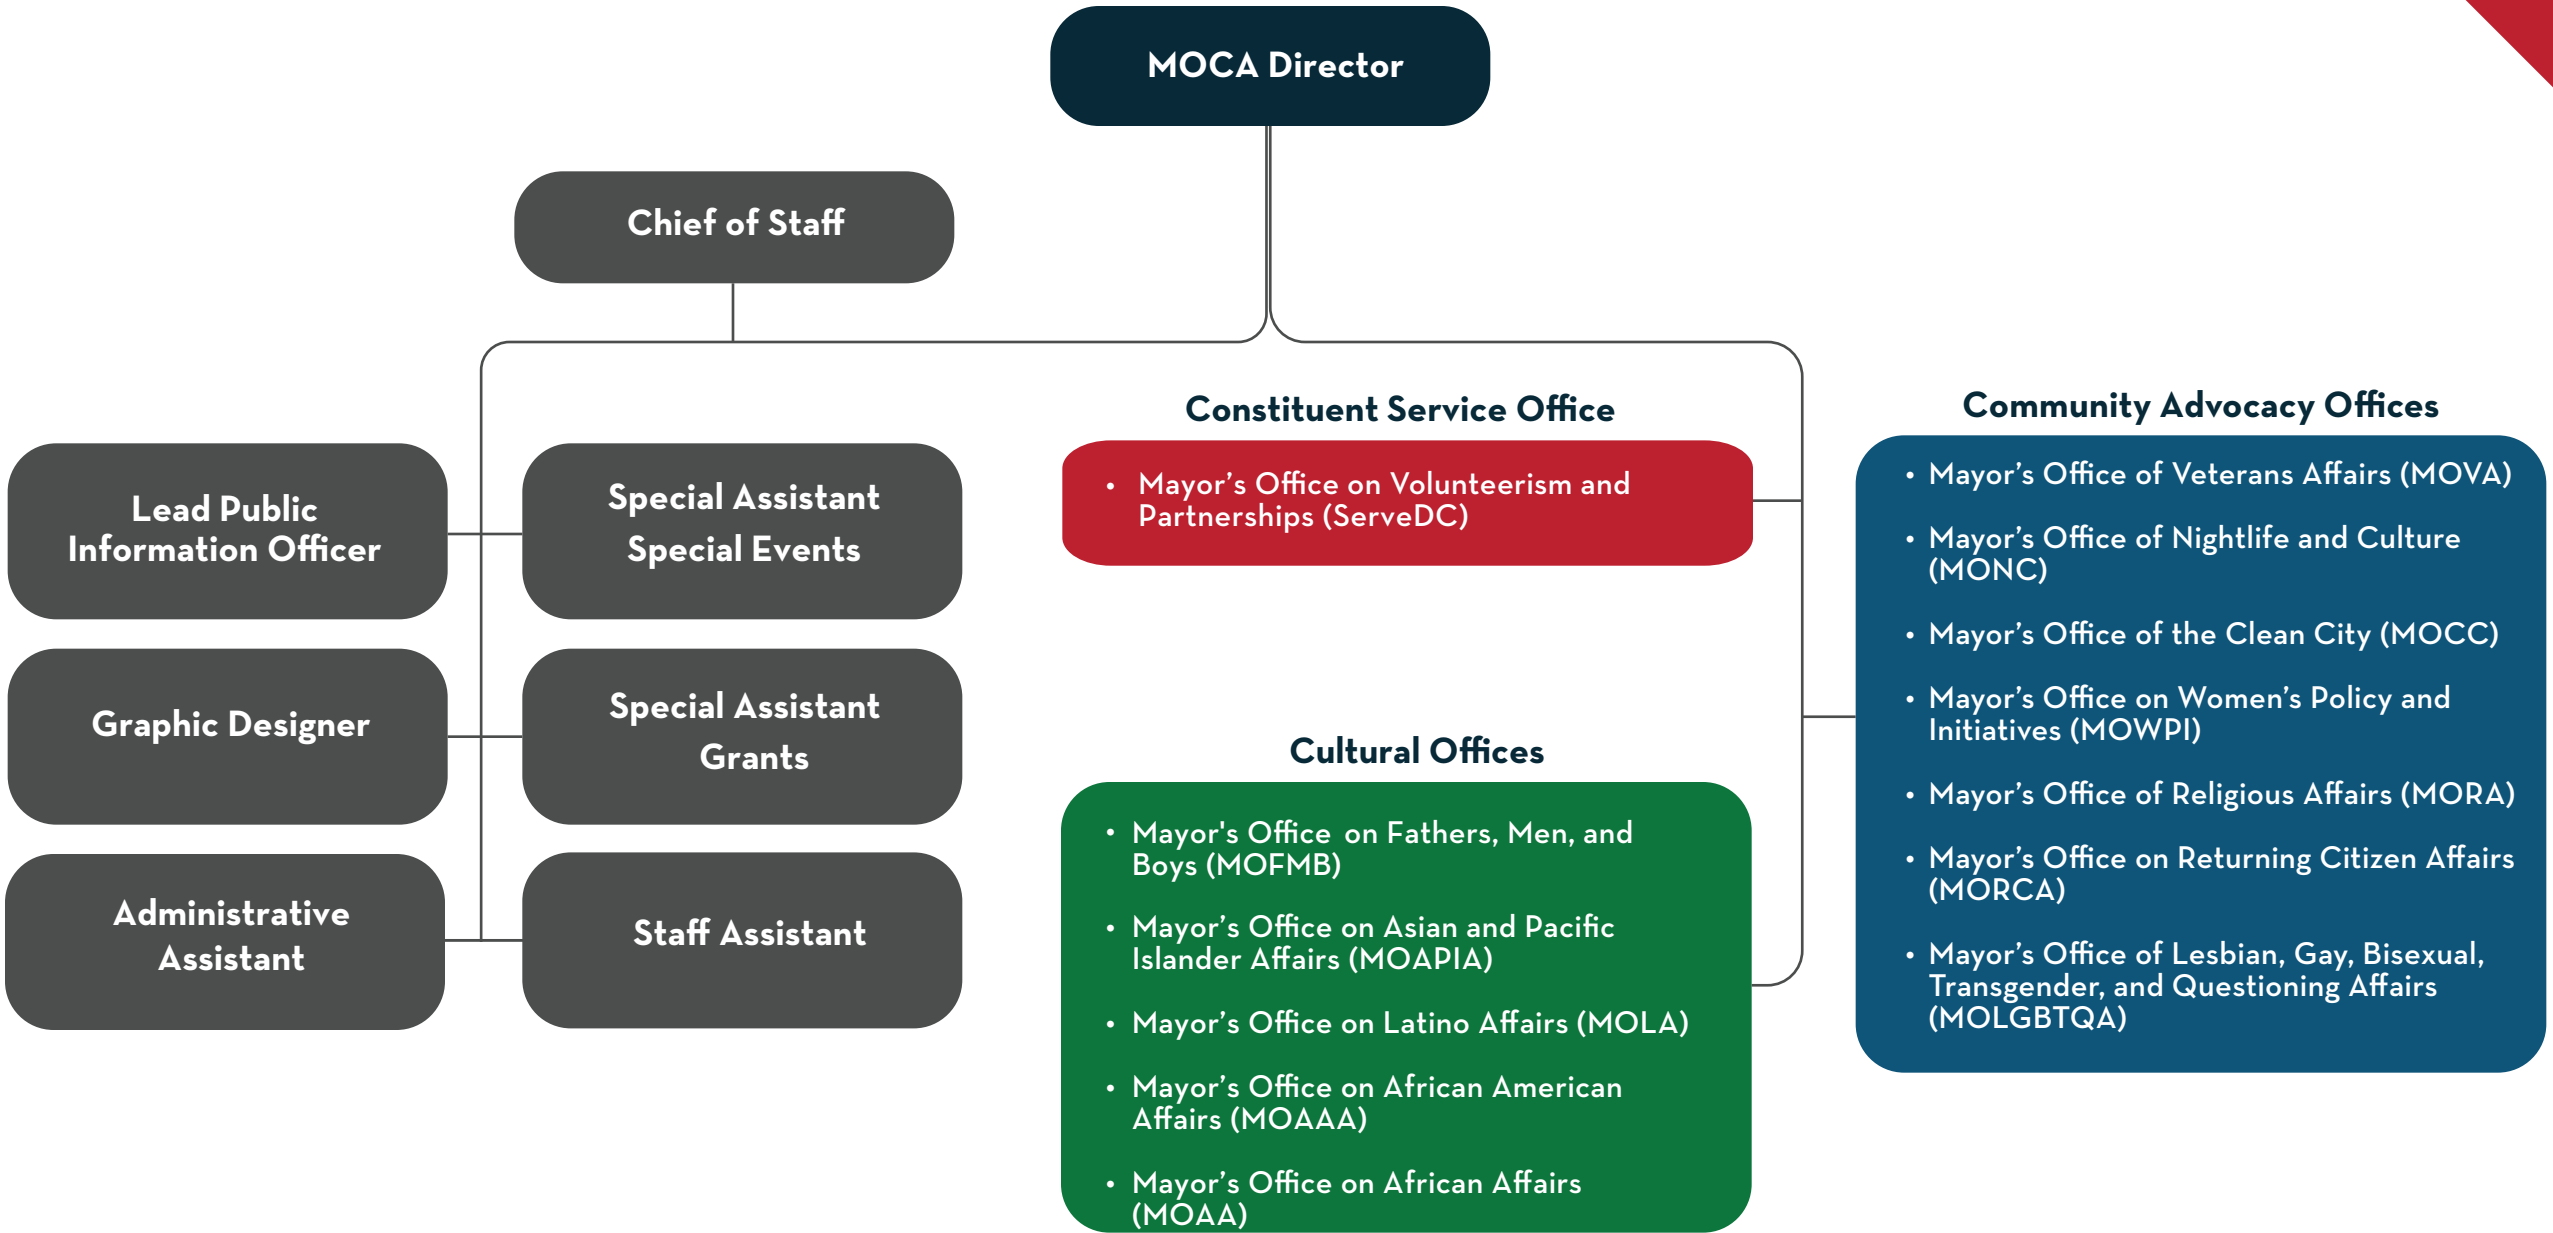 MOCA Director
Chief of Staff
Lead Public
Information Officer
Special Assistant
Special Events
Graphic Designer
Special Assistant
Grants
Administrative
Assistant
Staff Assistant
Constituent Service Office
• Mayor’s Office on Volunteerism and
Partnerships (ServeDC)
Cultural Offices
• Mayor's Office on Fathers, Men, and
Boys (MOFMB)
• Mayor’s Office on Asian and Pacific
Islander Affairs (MOAPIA)
• Mayor’s Office on Latino Affairs (MOLA)
• Mayor’s Office on African American
Affairs (MOAAA)
• Mayor’s Office on African Affairs
(MOAA)
Community Advocacy Offices
• Mayor’s Office of Veterans Affairs (MOVA)
• Mayor’s Office of Nightlife and Culture
(MONC)
• Mayor’s Office of the Clean City (MOCC)
• Mayor’s Office on Women’s Policy and
Initiatives (MOWPI)
• Mayor’s Office of Religious Affairs (MORA)
• Mayor’s Office on Returning Citizen Affairs
(MORCA)
• Mayor’s Office of Lesbian, Gay, Bisexual,
Transgender, and Questioning Affairs
(MOLGBTQA)